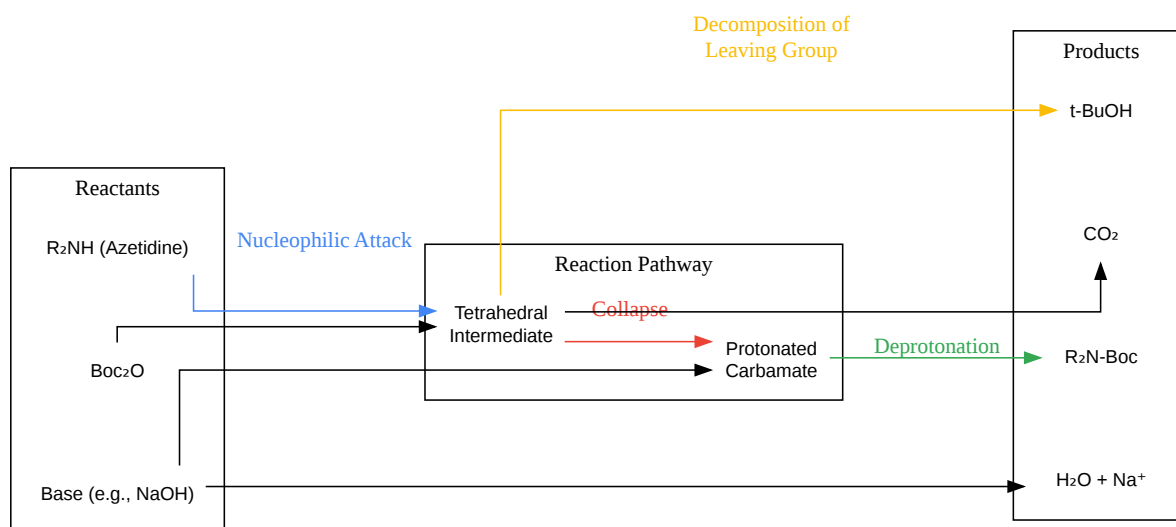 Decomposition of
Leaving Group
Products
t-BuOH
Reactants
R₂NH (Azetidine)
Nucleophilic Attack
CO₂
Reaction Pathway
Tetrahedral
Intermediate
Collapse
Protonated
Carbamate
Deprotonation
R₂N-Boc
Boc₂O
Base (e.g., NaOH)
H₂O + Na⁺